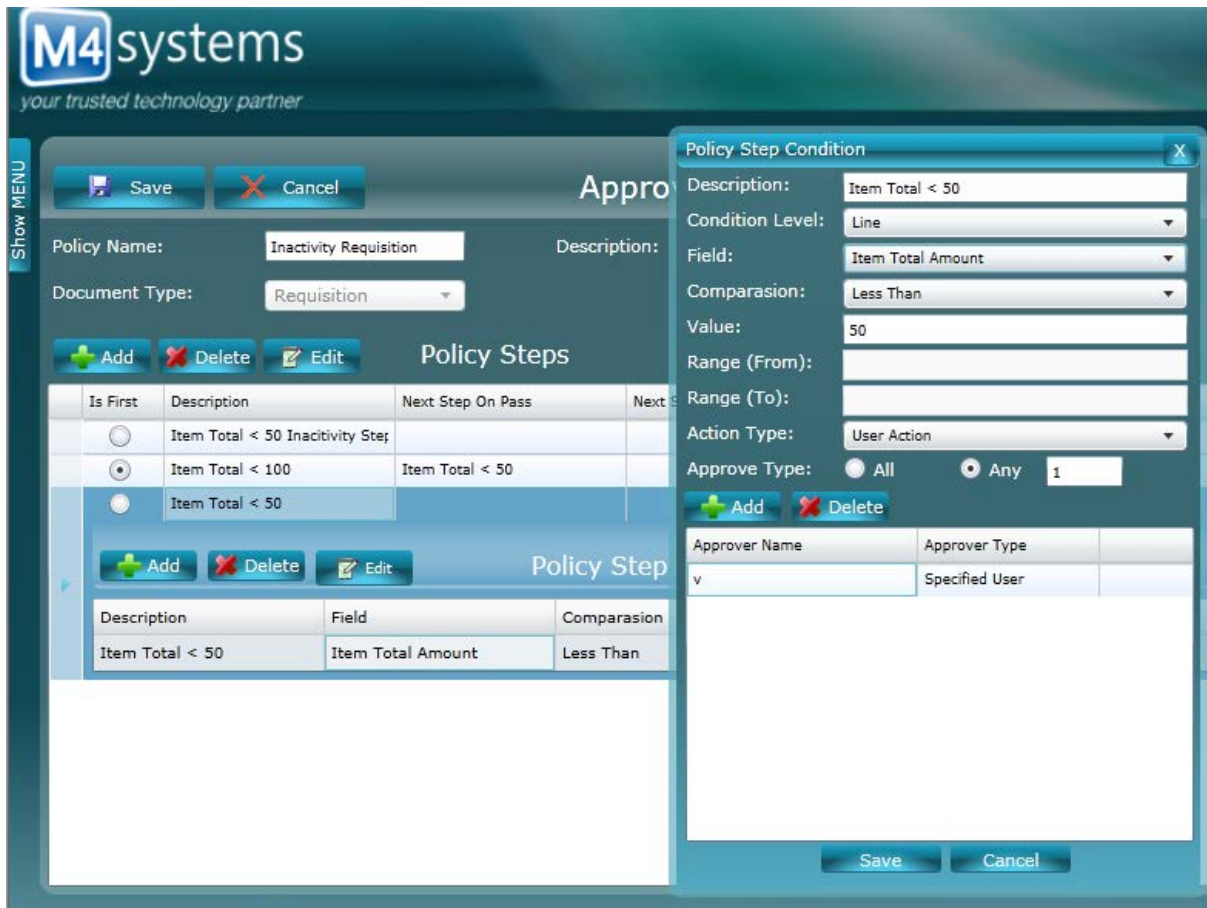 M4 systems
your trusted technology partner
Show MENU
Save Cancel Appro
Policy Name: Inactivity Requisition Description:
Document Type: Requisition
Add Delete Edit Policy Steps
Is First Description Next Step On Pass Next
Item Total < 50 Inacitivity Step
Item Total < 100 Item Total < 50
Item Total < 50
Add Delete Edit Policy Step
Description Field Comparasion
Item Total < 50 Item Total Amount Less Than
Policy Step Condition X
Description: Item Total < 50
Condition Level: Line
Field: Item Total Amount
Comparasion: Less Than
Value: 50
Range (From):
Range (To):
Action Type: User Action
Approve Type: All Any 1
Add Delete
Approver Name Approver Type
v Specified User
Save Cancel